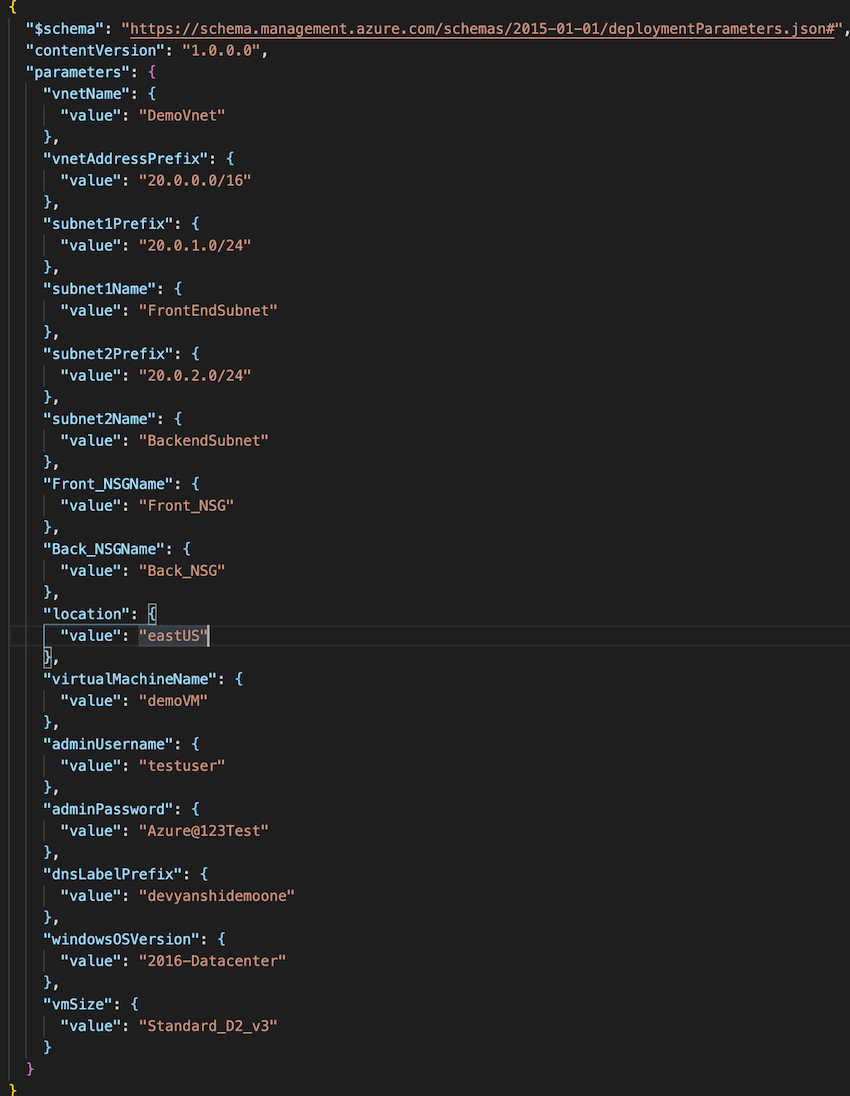 {
"$schema": "https://schema.management.azure.com/schemas/2015-01-01/deploymentParameters.json#",
"contentVersion": "1.0.0.0",
"parameters": {
"vnetName": {
"value": "DemoVnet"
},
"vnetAddressPrefix": {
"value": "20.0.0.0/16"
},
"subnet1Prefix": {
"value": "20.0.1.0/24"
},
"subnet1Name": {
"value": "FrontEndSubnet"
},
"subnet2Prefix": {
"value": "20.0.2.0/24"
},
"subnet2Name": {
"value": "BackendSubnet"
},
"Front_NSGName": {
"value": "Front_NSG"
},
"Back_NSGName": {
"value": "Back_NSG"
},
"location": {
"value": "eastUS"
},
"virtualMachineName": {
"value": "demoVM"
},
"adminUsername": {
"value": "testuser"
},
"adminPassword": {
"value": "Azure@123Test"
},
"dnsLabelPrefix": {
"value": "devyanshidemoone"
},
"windowsOSVersion": {
"value": "2016-Datacenter"
},
"vmSize": {
"value": "Standard_D2_v3"
}
}
}